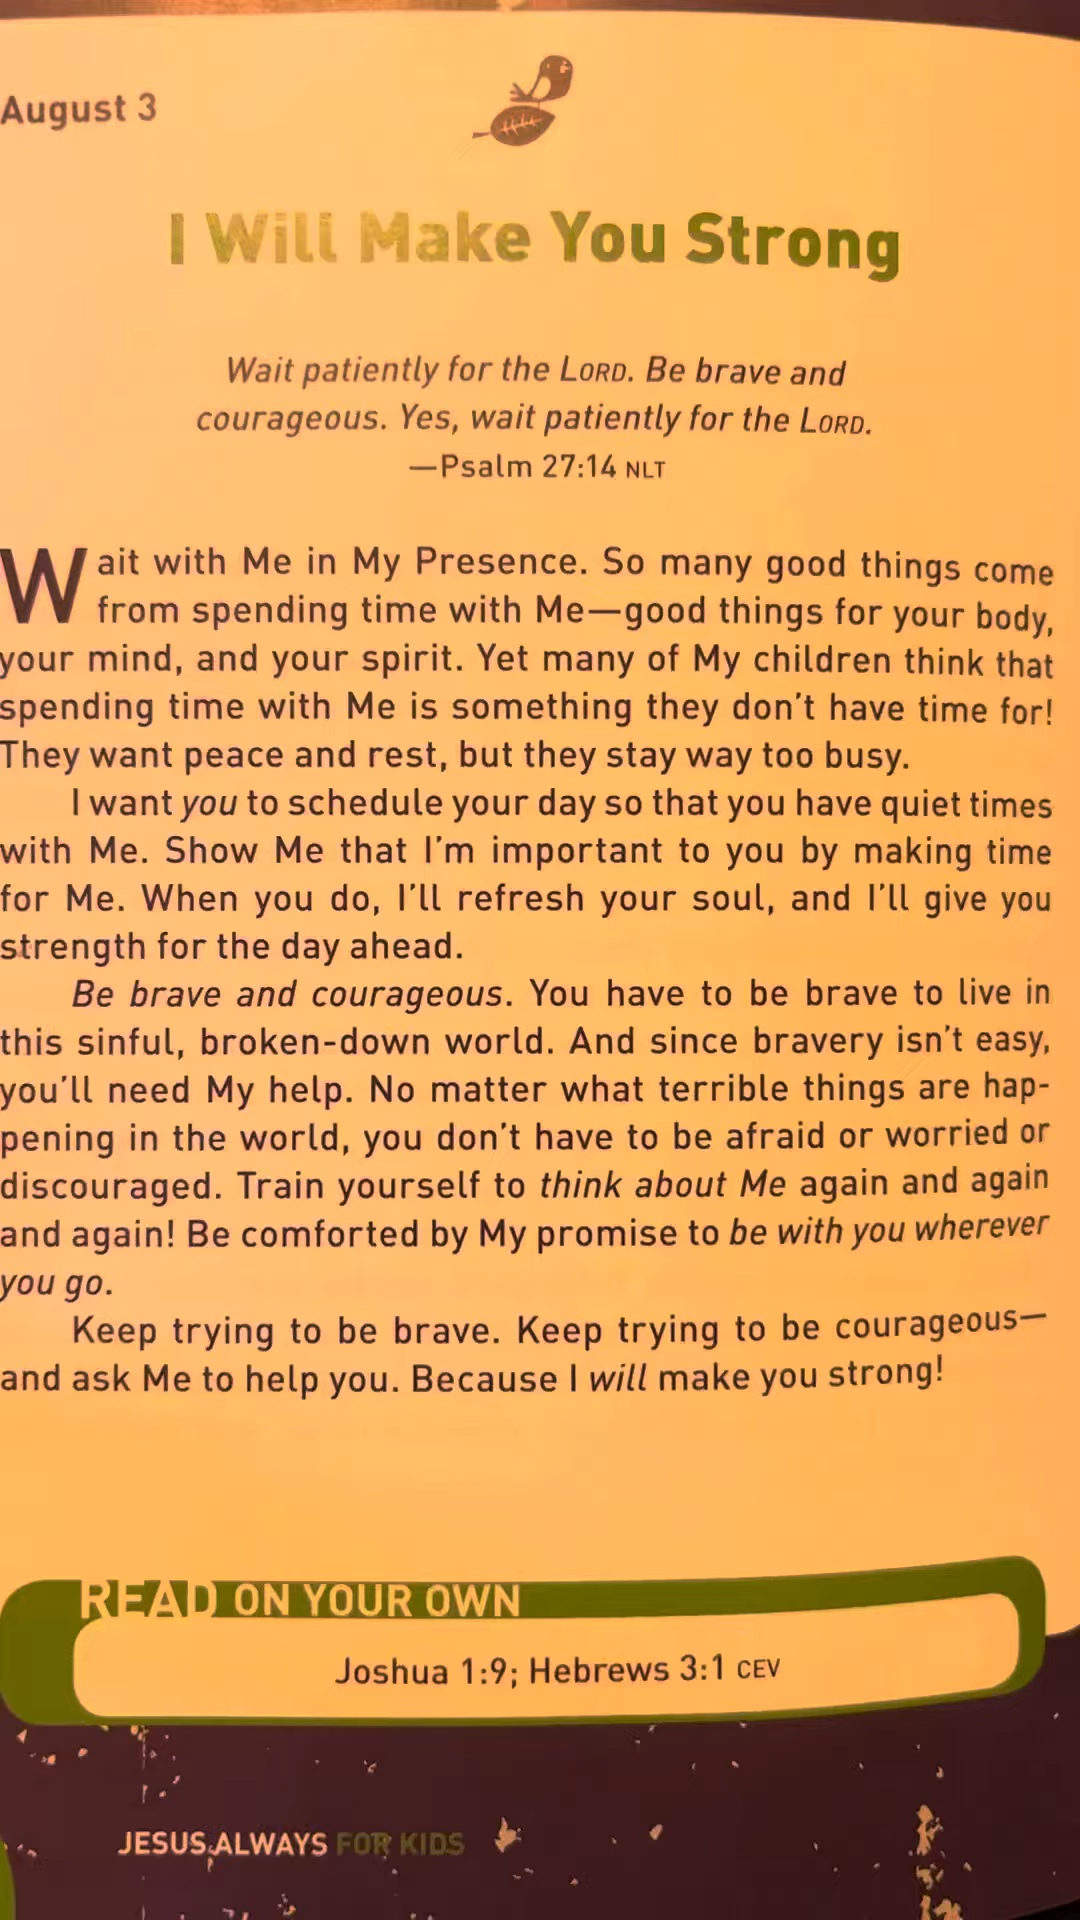 August 3
I Will Make You Strong
Wait patiently for the LORD. Be brave and
courageous. Yes, wait patiently for the LORD.
—Psalm 27:14 NLT
Wait with Me in My Presence. So many good things come
from spending time with Me—good things for your body,
your mind, and your spirit. Yet many of My children think that
spending time with Me is something they don't have time for!
They want peace and rest, but they stay way too busy.
I want you to schedule your day so that you have quiet times
with Me. Show Me that I'm important to you by making time
for Me. When you do, I'll refresh your soul, and I'll give you
strength for the day ahead.
Be brave and courageous. You have to be brave to live in
this sinful, broken-down world. And since bravery isn't easy,
you'll need My help. No matter what terrible things are hap-
pening in the world, you don't have to be afraid or worried or
discouraged. Train yourself to think about Me again and again
and again! Be comforted by My promise to be with you wherever
you go.
Keep trying to be brave. Keep trying to be courageous—
and ask Me to help you. Because I will make you strong!
READ ON YOUR OWN
Joshua 1:9; Hebrews 3:1 CEV
JESUS ALWAYS FOR KIDS